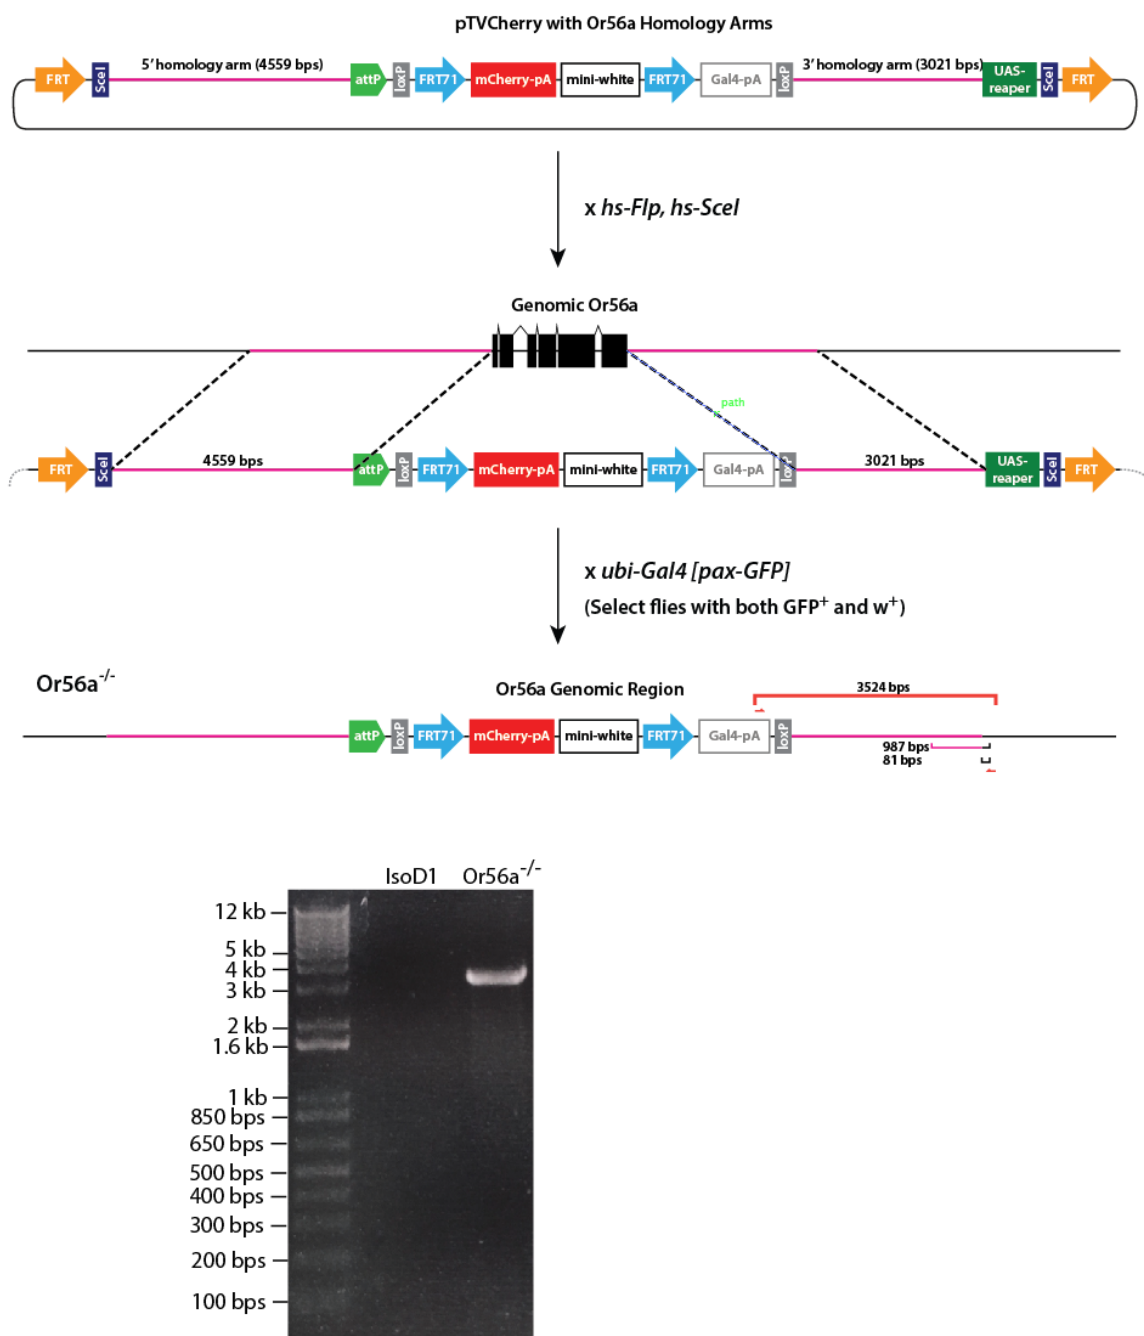 pTVCherry with Or56a Homology Arms
FRT SceI 5' homology arm (4559 bps) attP loxP FRT71 mCherry-pA mini-white FRT71 Gal4-pA loxP 3' homology arm (3021 bps) UAS-reaper SceI FRT
x hs-Flp, hs-SceI
Genomic Or56a
path
FRT SceI 4559 bps attP loxP FRT71 mCherry-pA mini-white FRT71 Gal4-pA loxP 3021 bps UAS-reaper SceI FRT
x ubi-Gal4 [pax-GFP]
(Select flies with both GFP+ and w+)
Or56a-/-
Or56a Genomic Region
3524 bps
attP loxP FRT71 mCherry-pA mini-white FRT71 Gal4-pA loxP
987 bps
81 bps
IsoD1 Or56a-/-
12 kb
5 kb
4 kb
3 kb
2 kb
1.6 kb
1 kb
850 bps
650 bps
500 bps
400 bps
300 bps
200 bps
100 bps